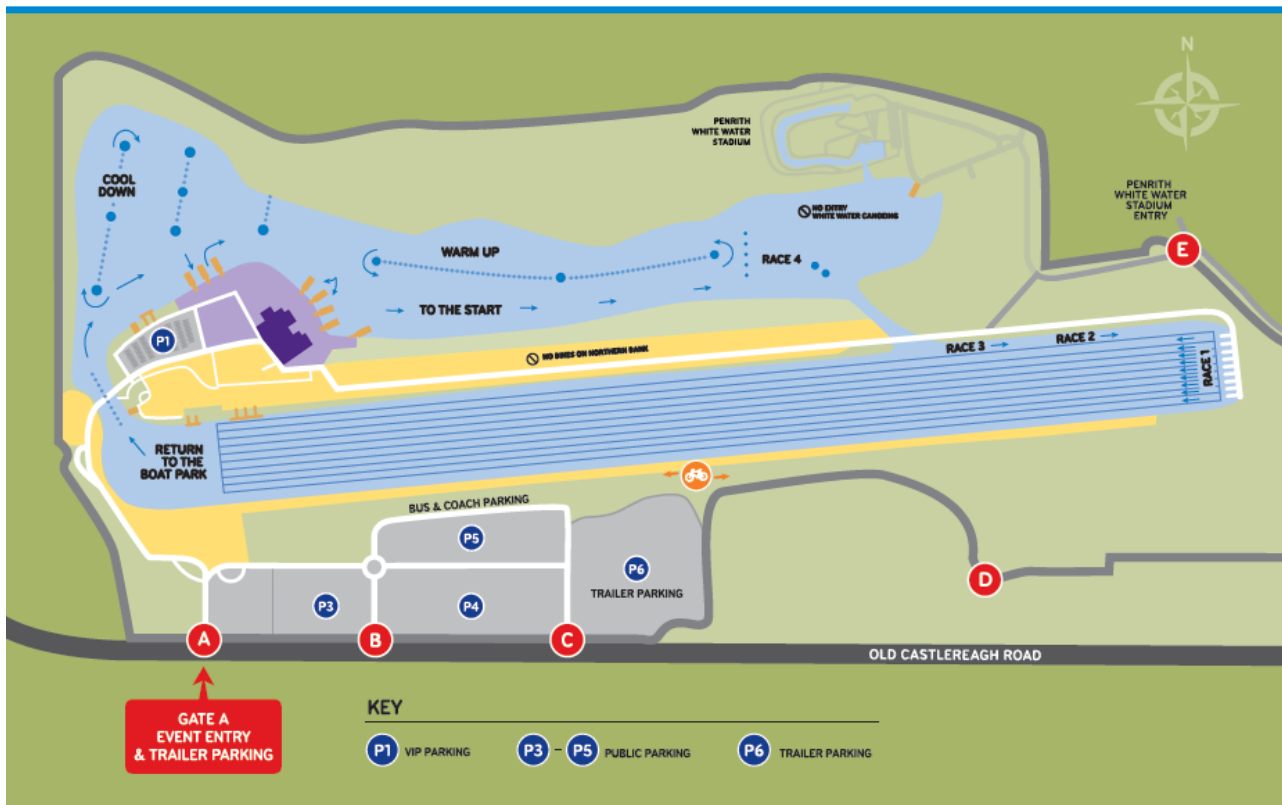 N
PENRITH
WHITE WATER
STADIUM
COOL
DOWN
PENRITH
WHITE WATER
STADIUM
ENTRY
NO ENTRY
WHITE WATER CANOEING
E
WARM UP
RACE 4
TO THE START
P1
NO BIKES ON NORTHERN BANK
RACE 3
RACE 2
RACE 1
RETURN
TO THE
BOAT PARK
BUS & COACH PARKING
P5
P6
TRAILER PARKING
D
P3
P4
A
B
C
OLD CASTLEREAGH ROAD
GATE A
EVENT ENTRY
& TRAILER PARKING
KEY
P1 VIP PARKING P3 – P5 PUBLIC PARKING P6 TRAILER PARKING